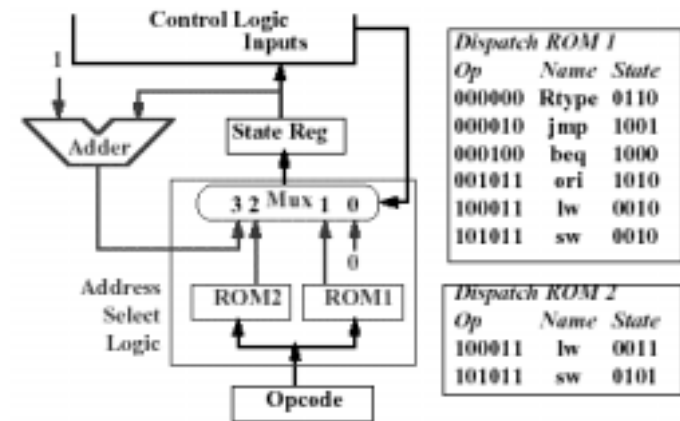 Control Logic
Inputs
1
Adder
State Reg
3 2 Mux 1 0
0
Address
Select
Logic
ROM2
ROM1
Opcode
Dispatch ROM 1
Op Name State
000000 Rtype 0110
000010 jmp 1001
000100 beq 1000
001011 ori 1010
100011 lw 0010
101011 sw 0010
Dispatch ROM 2
Op Name State
100011 lw 0011
101011 sw 0101